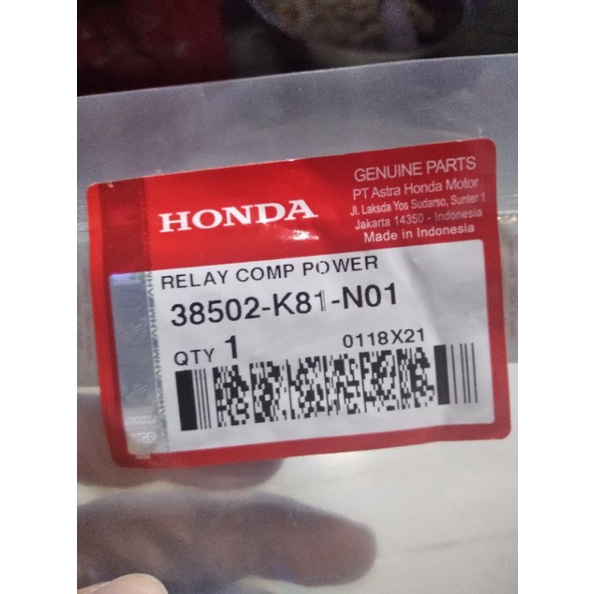 GENUINE PARTS
PT Astra Honda Motor
Jl. Laksda Yos Sudarso, Sunter 1
Jakarta 14350 - Indonesia
Made in Indonesia
HONDA
RELAY COMP POWER
38502-K81-N01
QTY 1
0118X21